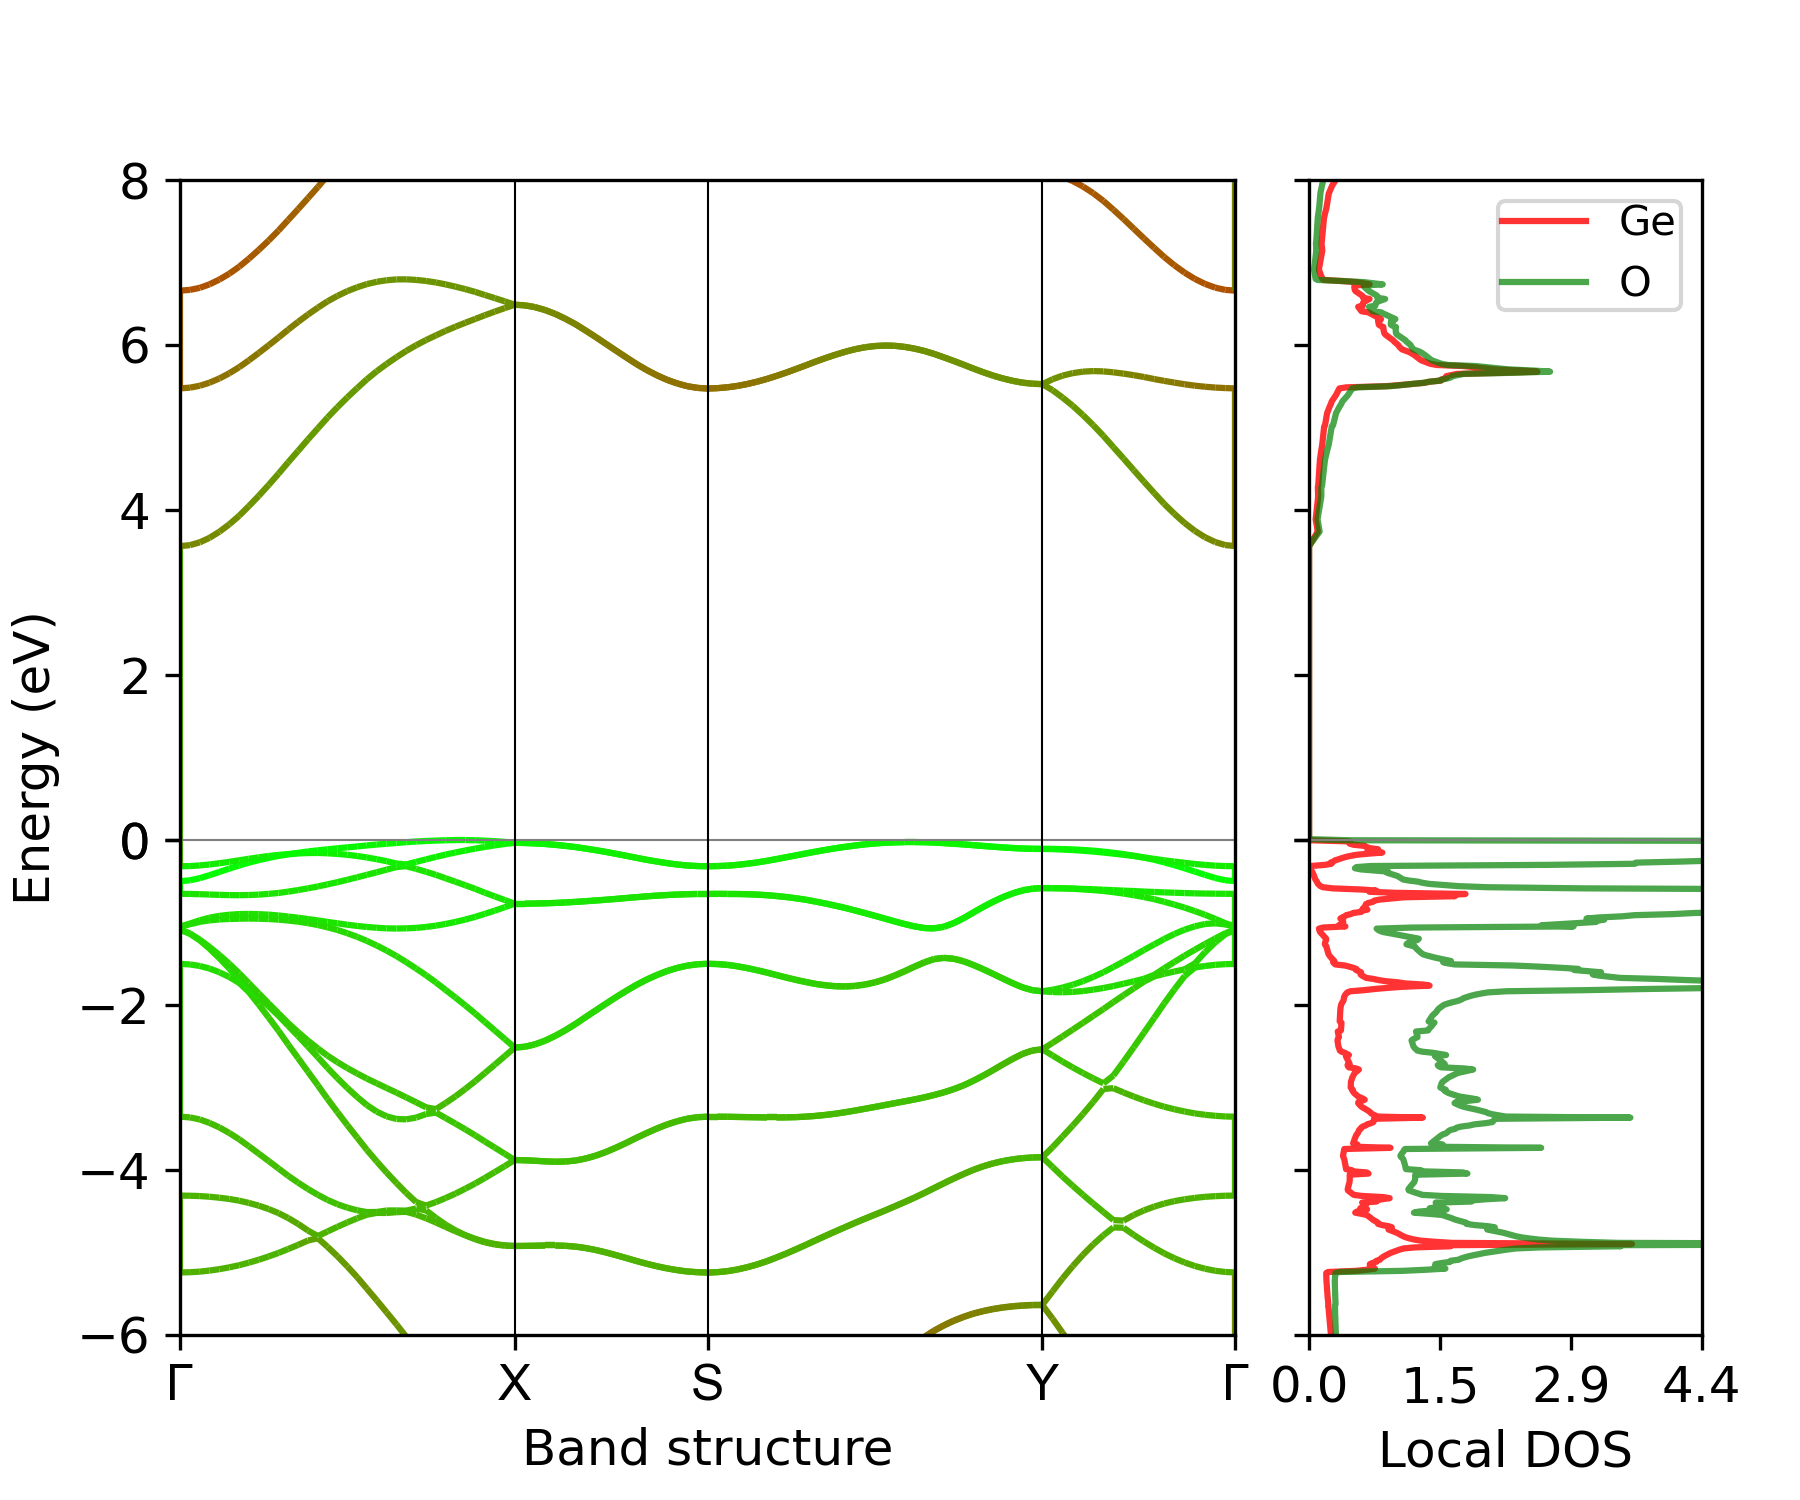 8
6
4
2
0
−2
−4
−6
Energy (eV)
Γ X S Y Γ
Band structure
Ge
O
0.0 1.5 2.9 4.4
Local DOS